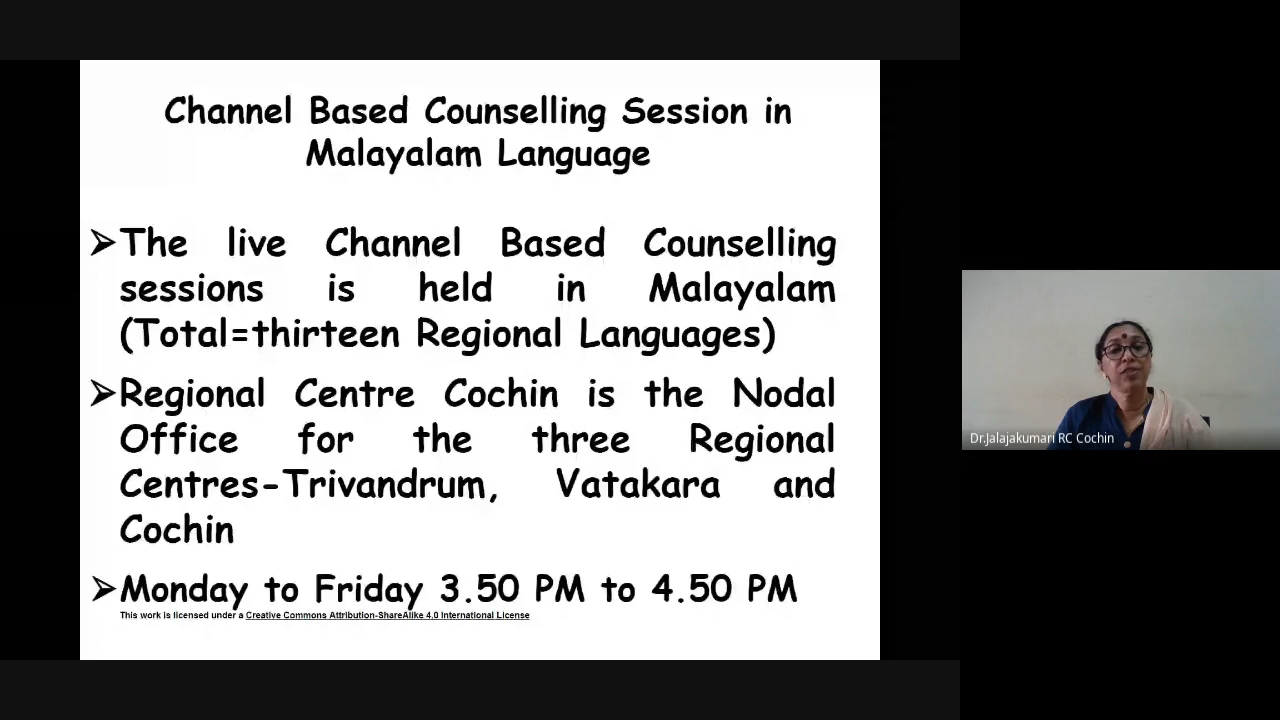 Channel Based Counselling Session in
Malayalam Language
➢The live Channel Based Counselling
sessions is held in Malayalam
(Total=thirteen Regional Languages)
➢Regional Centre Cochin is the Nodal
Office for the three Regional
Centres-Trivandrum, Vatakara and
Cochin
➢Monday to Friday 3.50 PM to 4.50 PM
This work is licensed under a Creative Commons Attribution-ShareAlike 4.0 International License
Dr.Jalajakumari RC Cochin